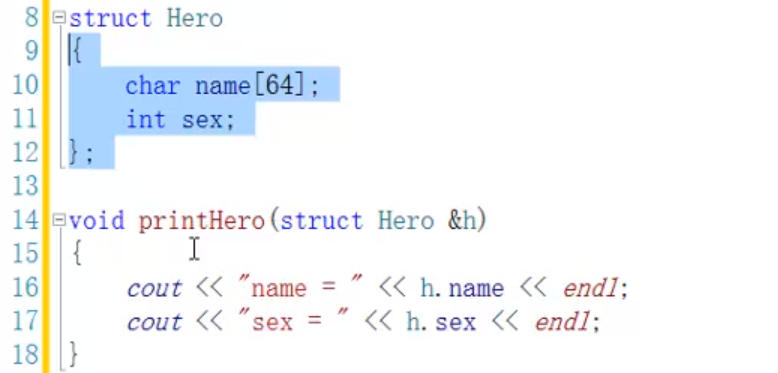 8 struct Hero
9 {
10     char name[64];
11     int sex;
12 };
13
14 void printHero(struct Hero &h)
15 {
16     cout << "name = " << h.name << endl;
17     cout << "sex = " << h.sex << endl;
18 }